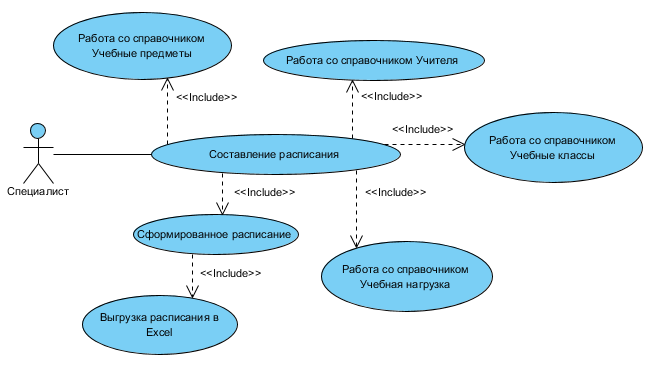 Работа со справочником
Учебные предметы
Работа со справочником Учителя
<<Include>>
<<Include>>
<<Include>>
Работа со справочником
Учебные классы
Составление расписания
Специалист
<<Include>>
<<Include>>
Сформированное расписание
<<Include>>
Работа со справочником
Учебная нагрузка
Выгрузка расписания в
Excel